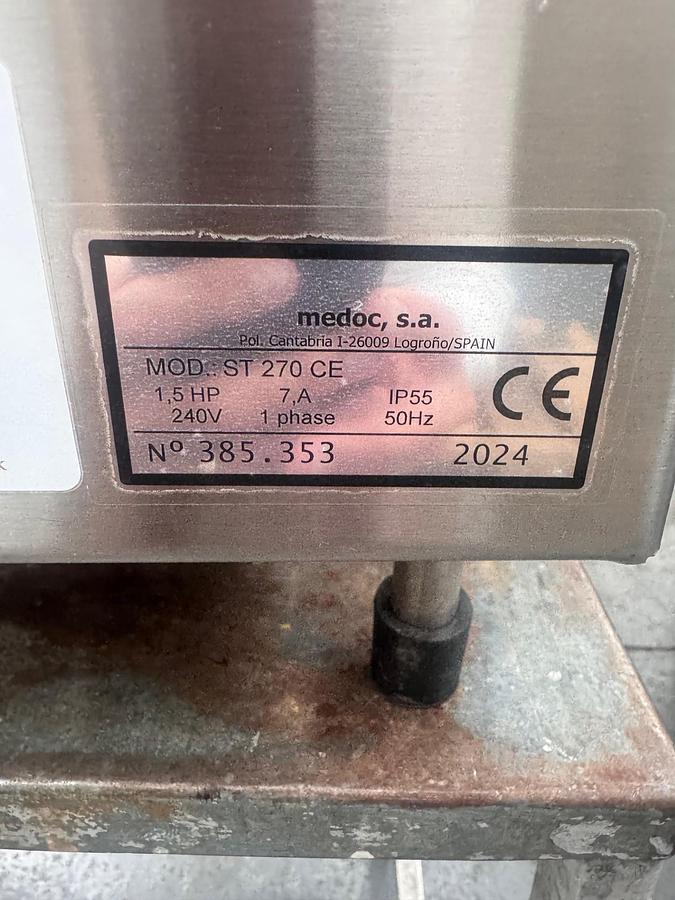 medoc, s.a.
Pol. Cantabria I-26009 Logroño/SPAIN
MOD.: ST 270 CE
1,5 HP 7,A IP55
240V 1 phase 50Hz
CE
Nº 385.353 2024
K